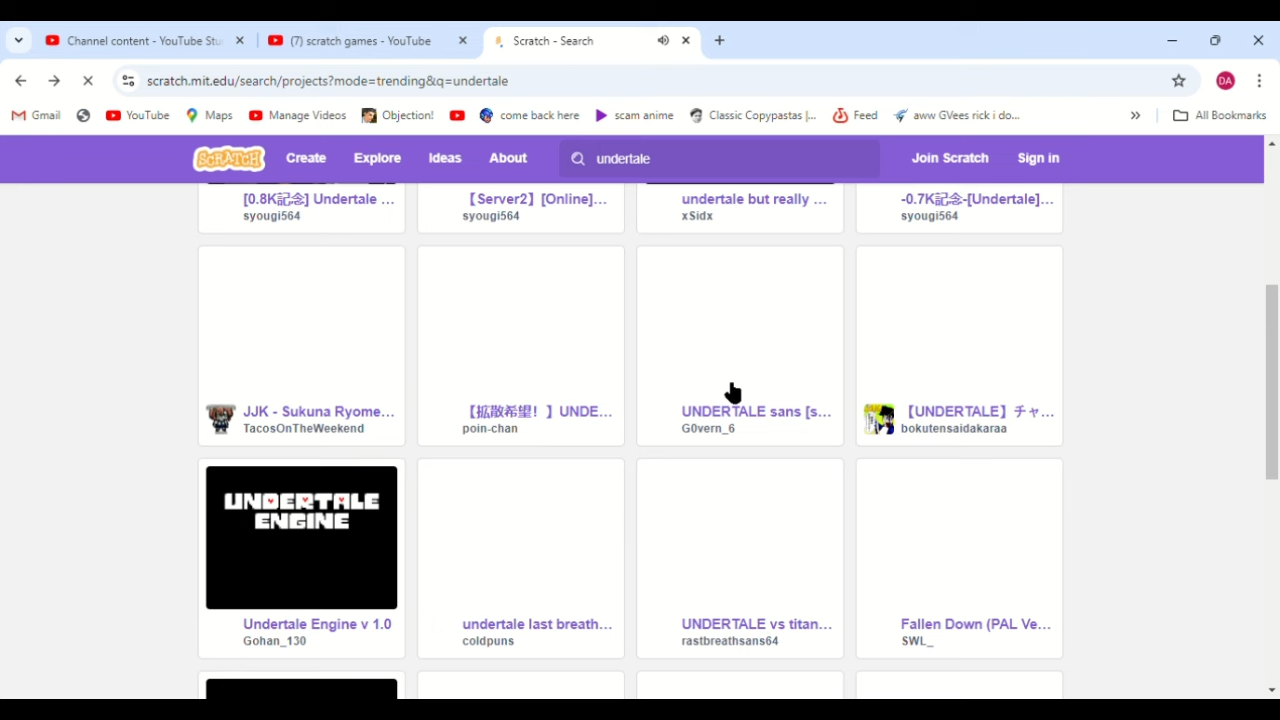 Channel content - YouTube Stu
(7) scratch games - YouTube
Scratch - Search
scratch.mit.edu/search/projects?mode=trending&q=undertale
DA
Gmail
YouTube
Maps
Manage Videos
Objection!
come back here
scam anime
Classic Copypastas |...
Feed
aww GVees rick i do...
»
All Bookmarks
SCRATCH
Create
Explore
Ideas
About
undertale
Join Scratch
Sign in
[0.8K記念] Undertale ...
syougi564
【Server2】[Online]...
syougi564
undertale but really ...
xSidx
-0.7K記念-[Undertale]...
syougi564
JJK - Sukuna Ryome...
TacosOnTheWeekend
【拡散希望！】UNDE...
poin-chan
UNDERTALE sans [s...
G0vern_6
【UNDERTALE】チャ...
bokutensaidakaraa
UNDERTALE
ENGINE
Undertale Engine v 1.0
Gohan_130
undertale last breath...
coldpuns
UNDERTALE vs titan...
rastbreathsans64
Fallen Down (PAL Ve...
SWL_